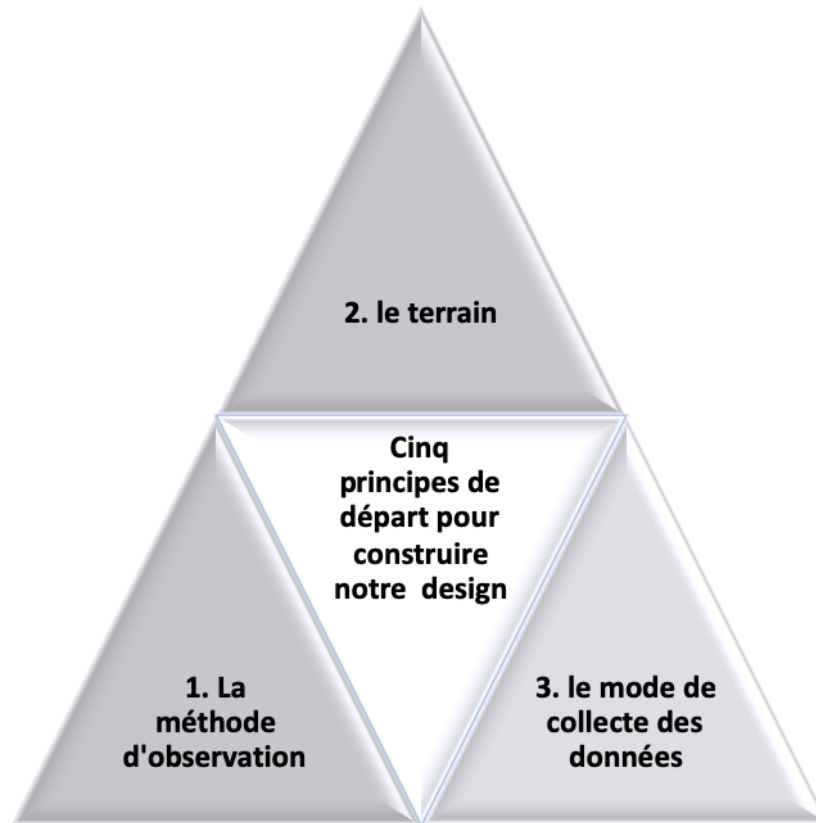 2. le terrain
Cinq
principes de
départ pour
construire
notre design
1. La
méthode
d'observation
3. le mode de
collecte des
données